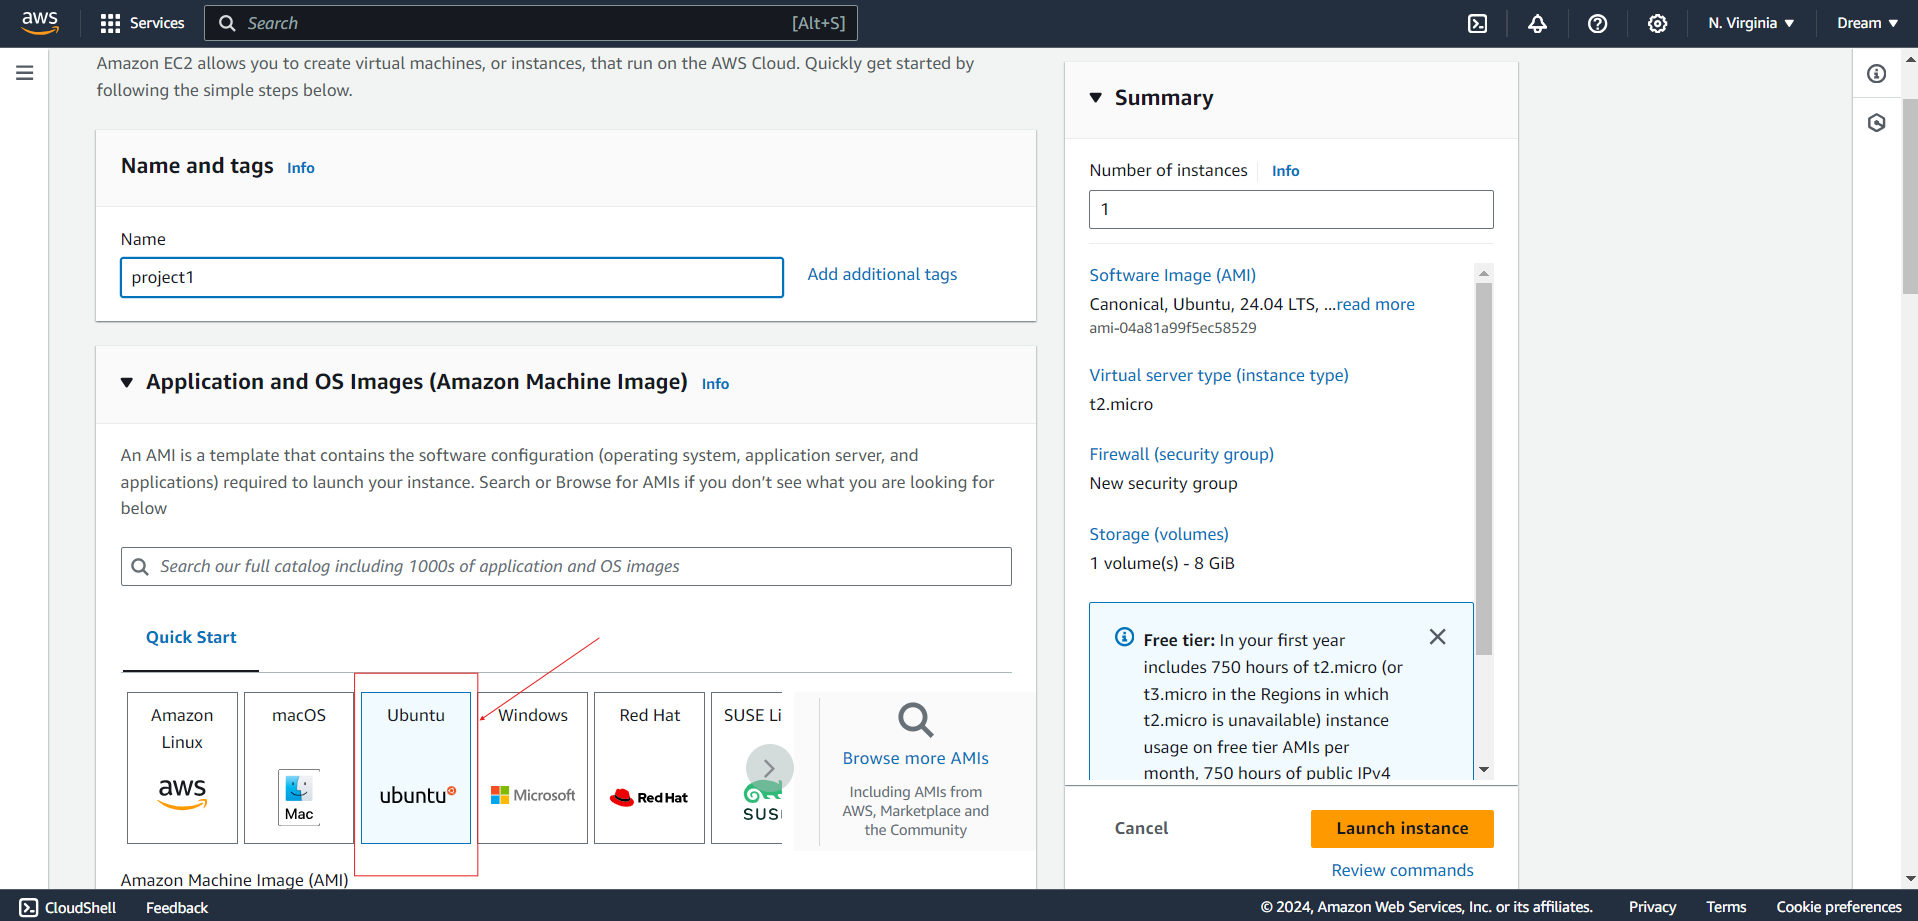 aws
Services
Search
[Alt+S]
N. Virginia
Dream
Amazon EC2 allows you to create virtual machines, or instances, that run on the AWS Cloud. Quickly get started by
following the simple steps below.
Name and tags Info
Name
project1
Add additional tags
Application and OS Images (Amazon Machine Image) Info
An AMI is a template that contains the software configuration (operating system, application server, and
applications) required to launch your instance. Search or Browse for AMIs if you don’t see what you are looking for
below
Search our full catalog including 1000s of application and OS images
Quick Start
Amazon
Linux
aws
macOS
Mac
Ubuntu
ubuntu
Windows
Microsoft
Red Hat
Red Hat
SUSE Li
SUS
Browse more AMIs
Including AMIs from
AWS, Marketplace and
the Community
Amazon Machine Image (AMI)
Summary
Number of instances Info
1
Software Image (AMI)
Canonical, Ubuntu, 24.04 LTS, ...read more
ami-04a81a99f5ec58529
Virtual server type (instance type)
t2.micro
Firewall (security group)
New security group
Storage (volumes)
1 volume(s) - 8 GiB
Free tier: In your first year
includes 750 hours of t2.micro (or
t3.micro in the Regions in which
t2.micro is unavailable) instance
usage on free tier AMIs per
month, 750 hours of public IPv4
Cancel
Launch instance
Review commands
CloudShell
Feedback
© 2024, Amazon Web Services, Inc. or its affiliates.
Privacy
Terms
Cookie preferences